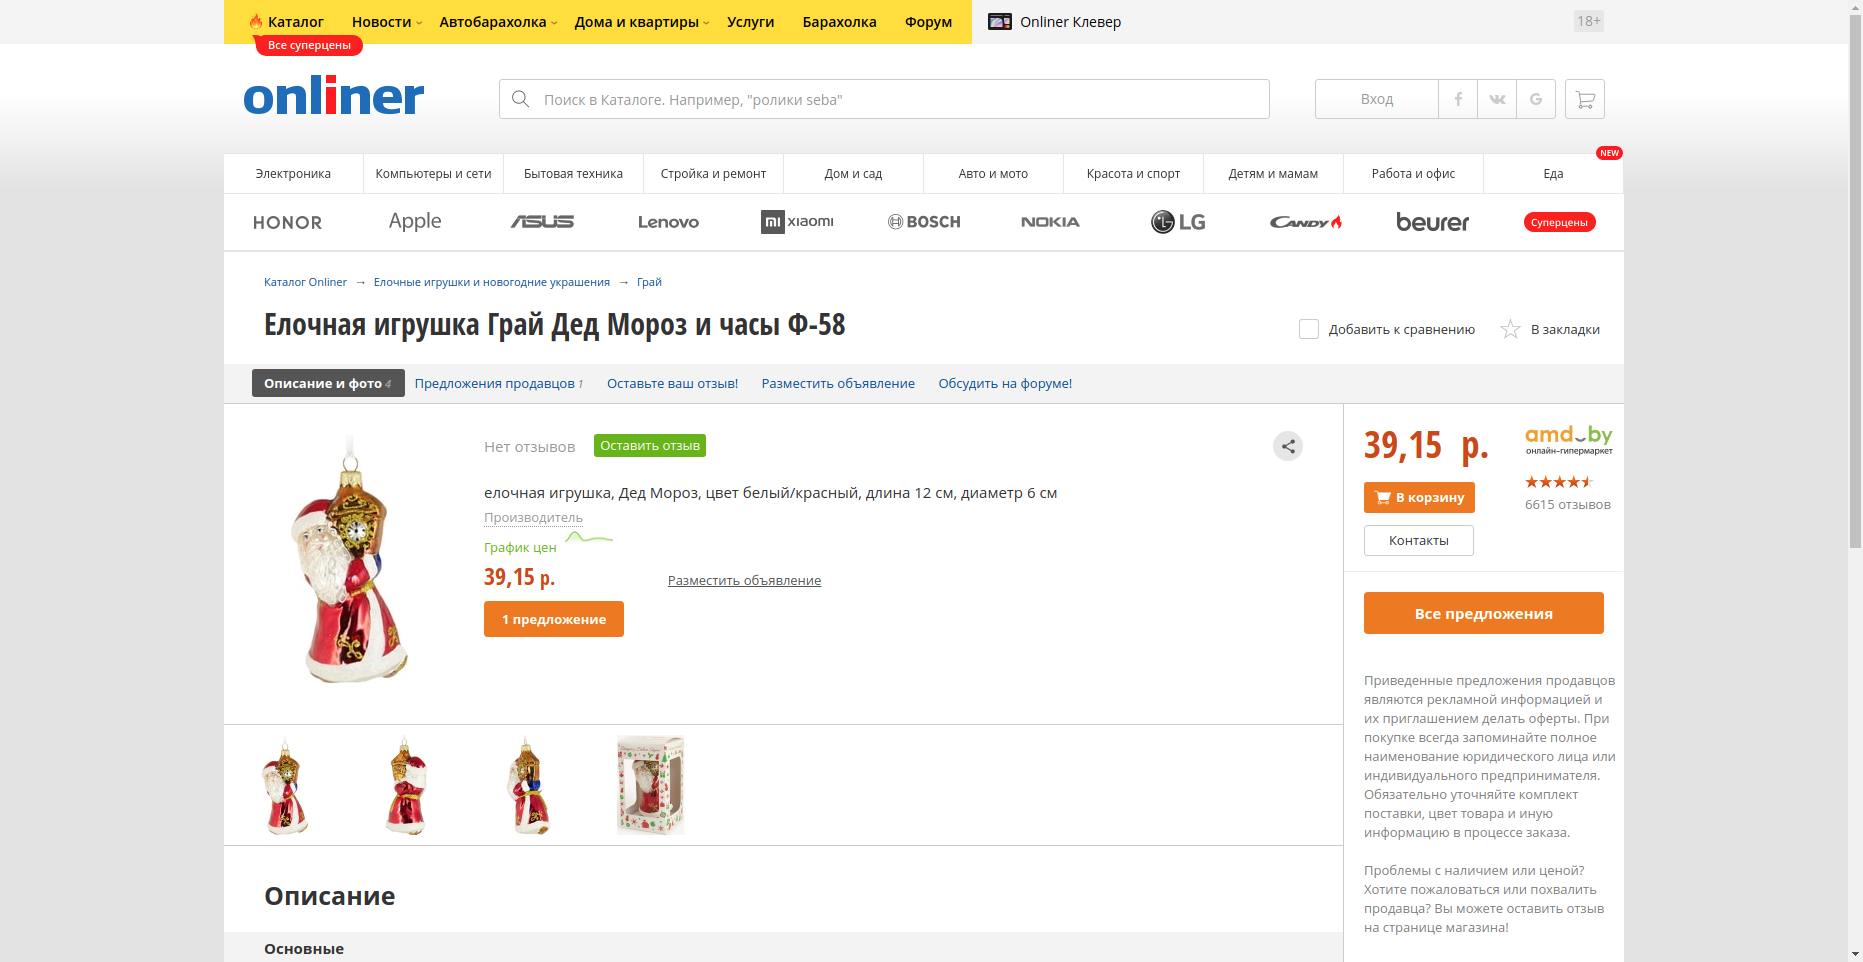 Каталог Новости Автобарахолка Дома и квартиры Услуги Барахолка Форум Onliner Клевер 18+
Все суперцены
onliner
Поиск в Каталоге. Например, "ролики seba"
Вход
Электроника Компьютеры и сети Бытовая техника Стройка и ремонт Дом и сад Авто и мото Красота и спорт Детям и мамам Работа и офис Еда NEW
HONOR Apple ASUS Lenovo mi xiaomi BOSCH NOKIA LG CANDY beurer Суперцены
Каталог Onliner → Елочные игрушки и новогодние украшения → Грай
Елочная игрушка Грай Дед Мороз и часы Ф-58
Добавить к сравнению В закладки
Описание и фото 4 Предложения продавцов 1 Оставьте ваш отзыв! Разместить объявление Обсудить на форуме!
Нет отзывов Оставить отзыв
елочная игрушка, Дед Мороз, цвет белый/красный, длина 12 см, диаметр 6 см
Производитель
График цен
39,15 р. Разместить объявление
1 предложение
39,15 р.
amd.by
онлайн-гипермаркет
В корзину
6615 отзывов
Контакты
Все предложения
Приведенные предложения продавцов
являются рекламной информацией и
их приглашением делать оферты. При
покупке всегда запоминайте полное
наименование юридического лица или
индивидуального предпринимателя.
Обязательно уточняйте комплект
поставки, цвет товара и иную
информацию в процессе заказа.
Проблемы с наличием или ценой?
Хотите пожаловаться или похвалить
продавца? Вы можете оставить отзыв
на странице магазина!
Описание
Основные